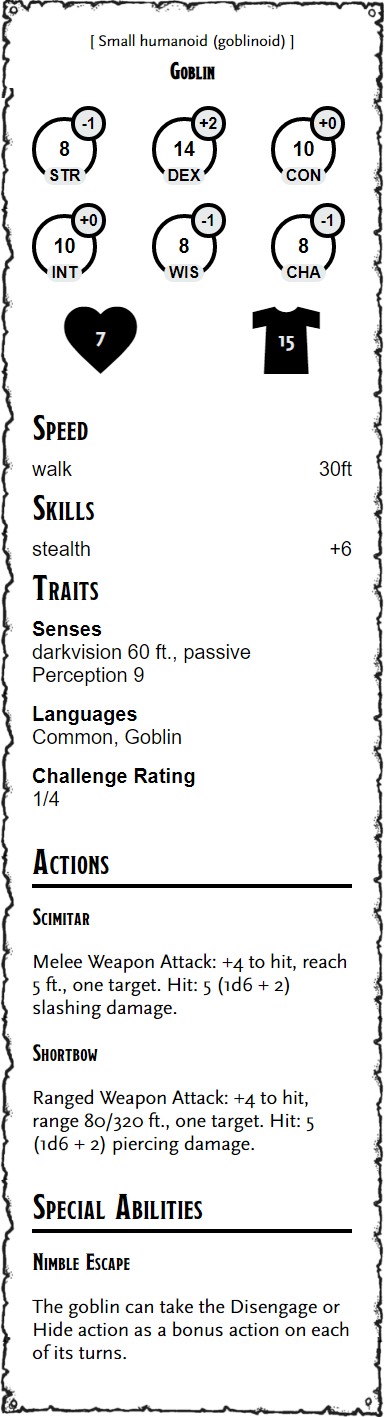 [ Small humanoid (goblinoid) ]
Goblin
-1 +2 +0
8 14 10
STR DEX CON
+0 -1 -1
10 8 8
INT WIS CHA
7 15
Speed
walk 30ft
Skills
stealth +6
Traits
Senses
darkvision 60 ft., passive
Perception 9
Languages
Common, Goblin
Challenge Rating
1/4
Actions
Scimitar
Melee Weapon Attack: +4 to hit, reach
5 ft., one target. Hit: 5 (1d6 + 2)
slashing damage.
Shortbow
Ranged Weapon Attack: +4 to hit,
range 80/320 ft., one target. Hit: 5
(1d6 + 2) piercing damage.
Special Abilities
Nimble Escape
The goblin can take the Disengage or
Hide action as a bonus action on each
of its turns.